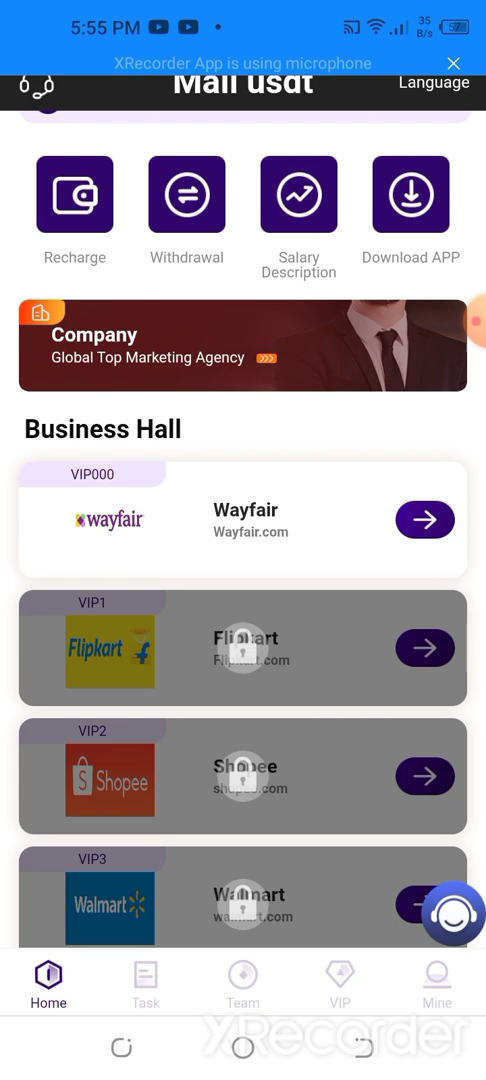 5:55 PM
35
B/s
57
XRecorder App is using microphone
Mall usdt
Language
Recharge
Withdrawal
Salary
Description
Download APP
Company
Global Top Marketing Agency
Business Hall
VIP000
wayfair
Wayfair
Wayfair.com
VIP1
Flipkart
Flipkart
Flipkart.com
VIP2
Shopee
Shopee
shopee.com
VIP3
Walmart
Walmart
walmart.com
Home
Task
Team
VIP
Mine
XRecorder